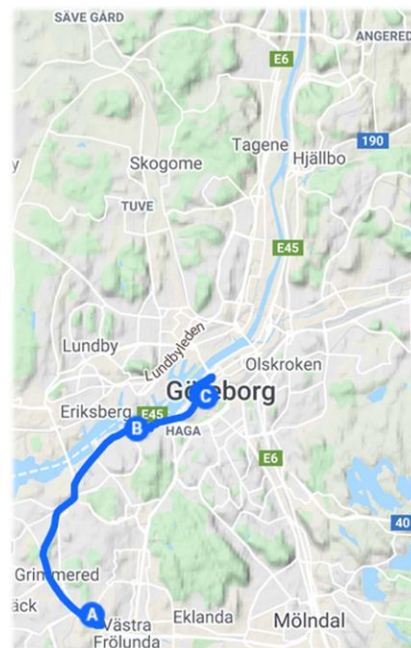 SÄVE GÅRD
ANGERED
E6
Tagene
190
Hjällbo
Skogome
TUVE
E45
Lundbyleden
Lundby
Olskroken
Göteborg
C
Eriksberg
E45
B
HAGA
E6
40
Grimmered
äck
A
Västra
Frölunda
Eklanda
Mölndal